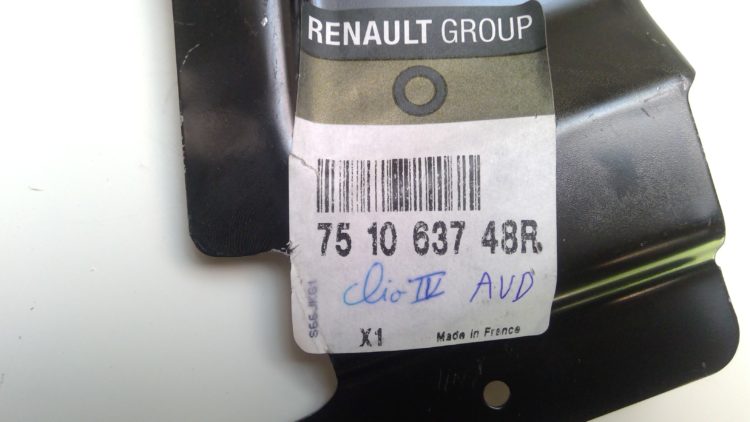 RENAULT GROUP
75 10 637 48R
Clio IV AVD
X1 Made in France